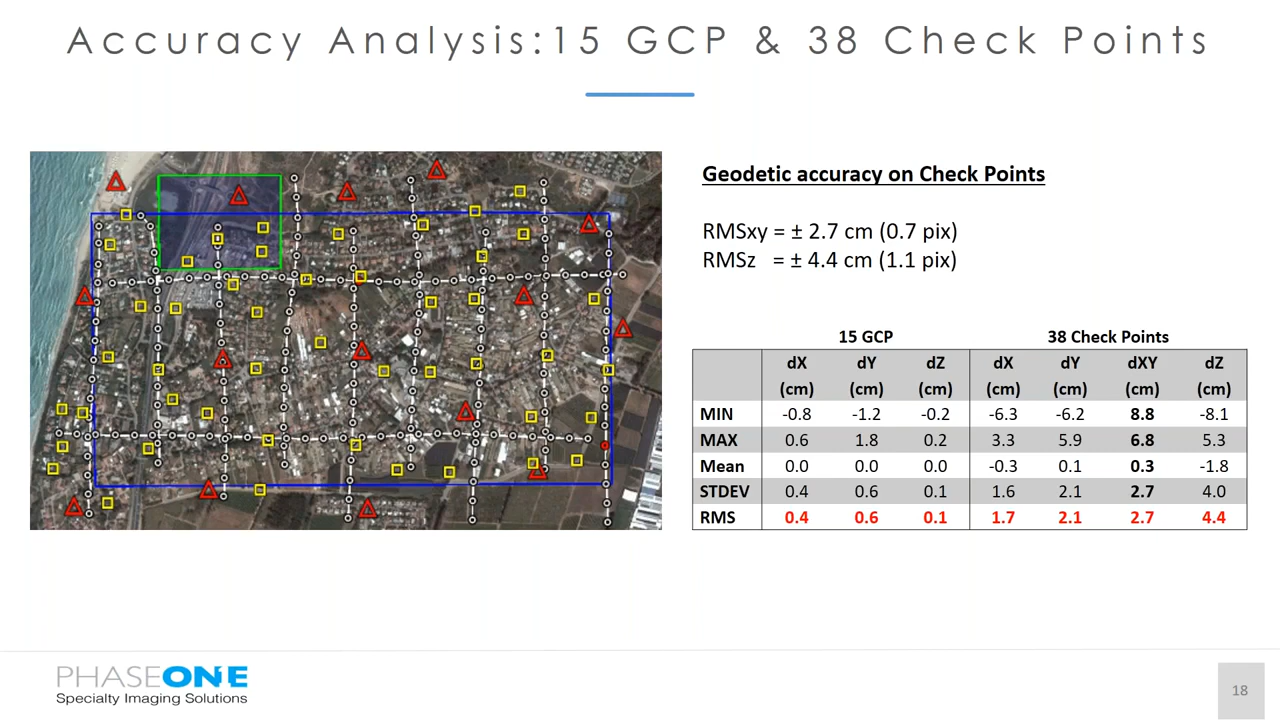 Accuracy Analysis:15 GCP & 38 Check Points
Geodetic accuracy on Check Points
RMSxy = ± 2.7 cm (0.7 pix)
RMSz = ± 4.4 cm (1.1 pix)
15 GCP 38 Check Points
dX dY dZ dX dY dXY dZ
(cm) (cm) (cm) (cm) (cm) (cm) (cm)
MIN -0.8 -1.2 -0.2 -6.3 -6.2 8.8 -8.1
MAX 0.6 1.8 0.2 3.3 5.9 6.8 5.3
Mean 0.0 0.0 0.0 -0.3 0.1 0.3 -1.8
STDEV 0.4 0.6 0.1 1.6 2.1 2.7 4.0
RMS 0.4 0.6 0.1 1.7 2.1 2.7 4.4
PHASEONE
Specialty Imaging Solutions
18